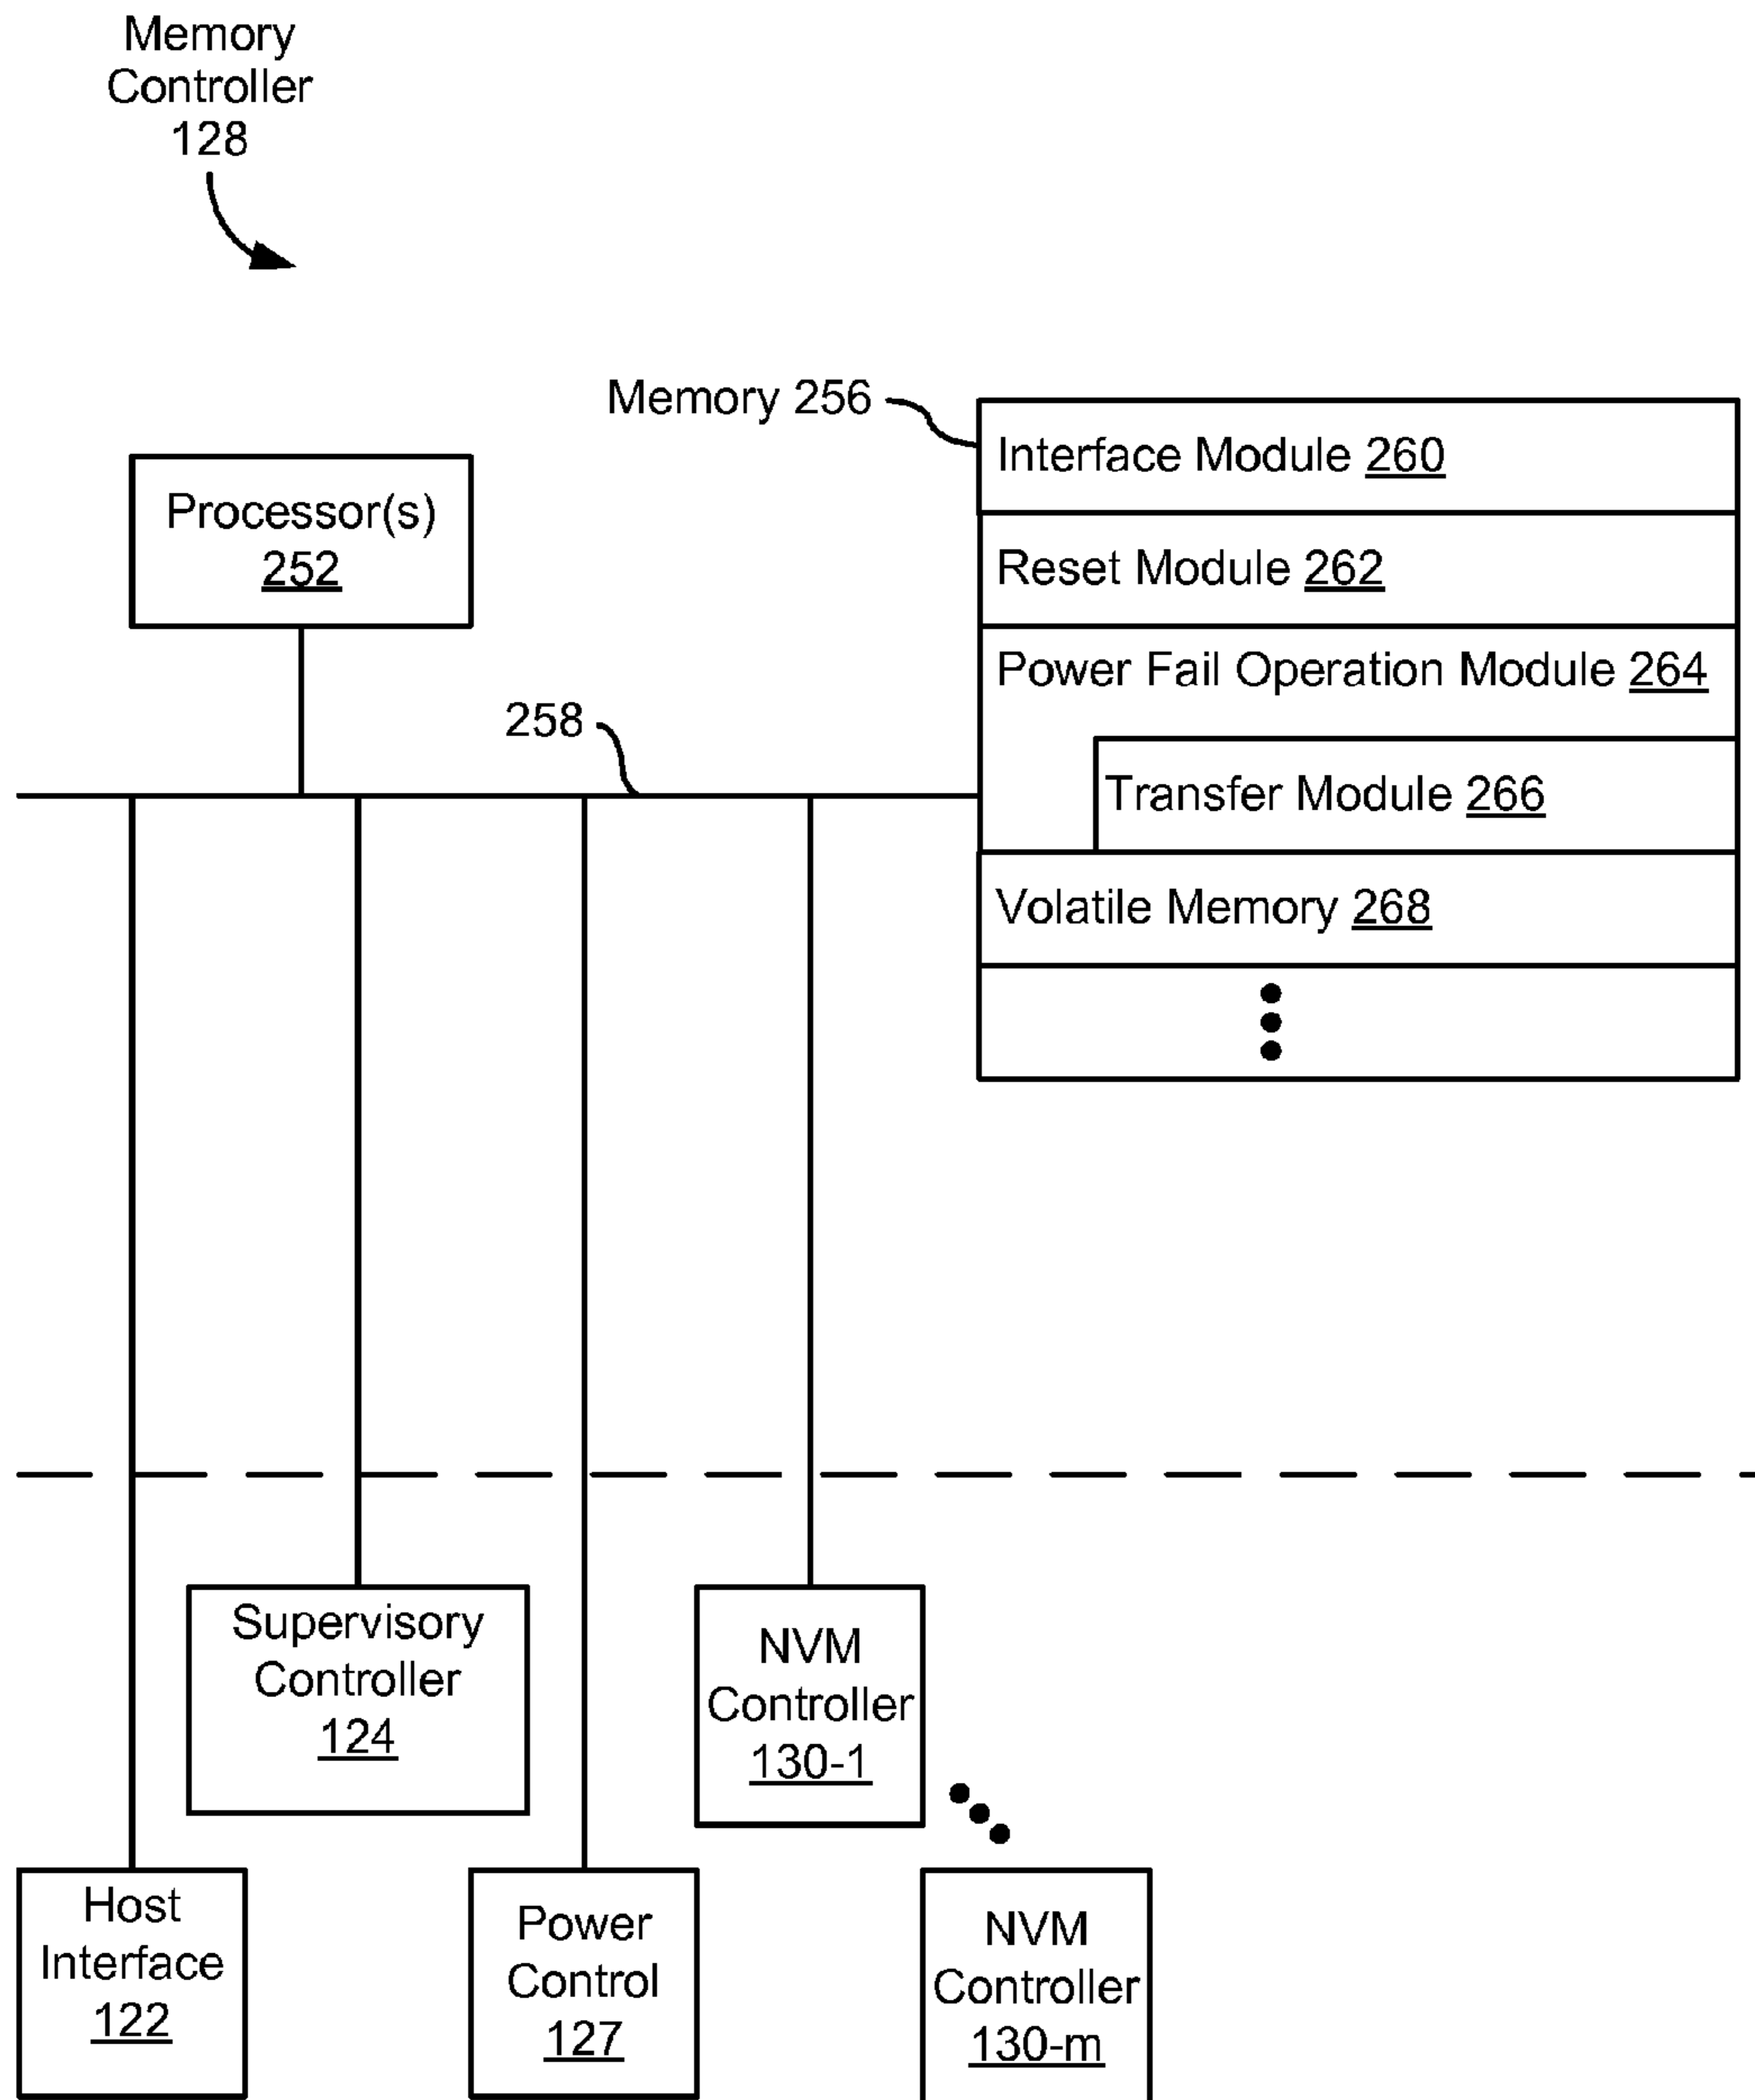 Memory
Controller
128
Memory 256
Interface Module 260
Processor(s)
252
Reset Module 262
Power Fail Operation Module 264
258
Transfer Module 266
Volatile Memory 268
Supervisory
Controller
124
NVM
Controller
130-1
Host
Interface
122
Power
Control
127
NVM
Controller
130-m